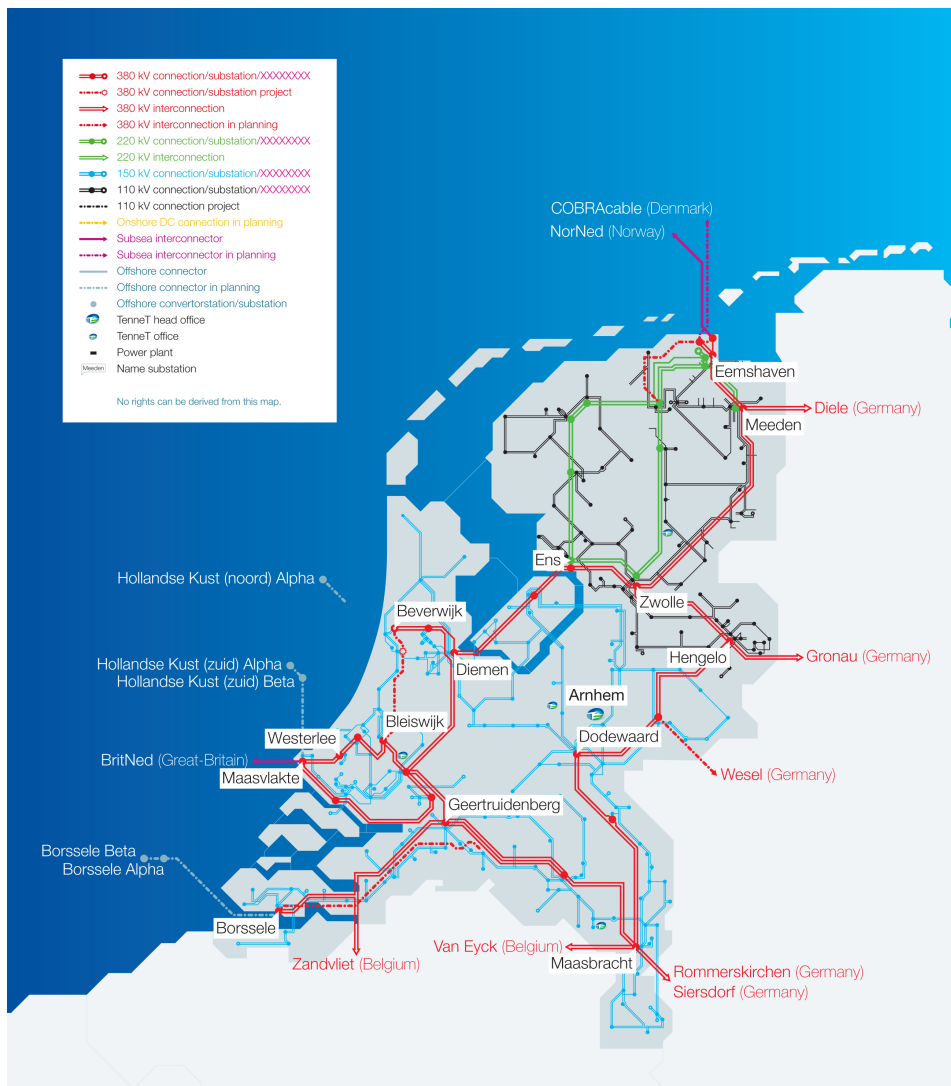 380 kV connection/substation/XXXXXXXX
380 kV connection/substation project
380 kV interconnection
380 kV interconnection in planning
220 kV connection/substation/XXXXXXXX
220 kV interconnection
150 kV connection/substation/XXXXXXXX
110 kV connection/substation/XXXXXXXX
110 kV connection project
Onshore DC connection in planning
Subsea interconnector
Subsea interconnector in planning
Offshore connector
Offshore connector in planning
Offshore convertorstation/substation
TenneT head office
TenneT office
Power plant
Meeden Name substation
No rights can be derived from this map.
COBRAcable (Denmark)
NorNed (Norway)
Eemshaven
Diele (Germany)
Meeden
Ens
Hollandse Kust (noord) Alpha
Zwolle
Beverwijk
Hengelo
Gronau (Germany)
Diemen
Hollandse Kust (zuid) Alpha
Hollandse Kust (zuid) Beta
Arnhem
Bleiswijk
Westerlee
Dodewaard
BritNed (Great-Britain)
Maasvlakte
Wesel (Germany)
Geertruidenberg
Borssele Beta
Borssele Alpha
Borssele
Van Eyck (Belgium)
Maasbracht
Zandvliet (Belgium)
Rommerskirchen (Germany)
Siersdorf (Germany)